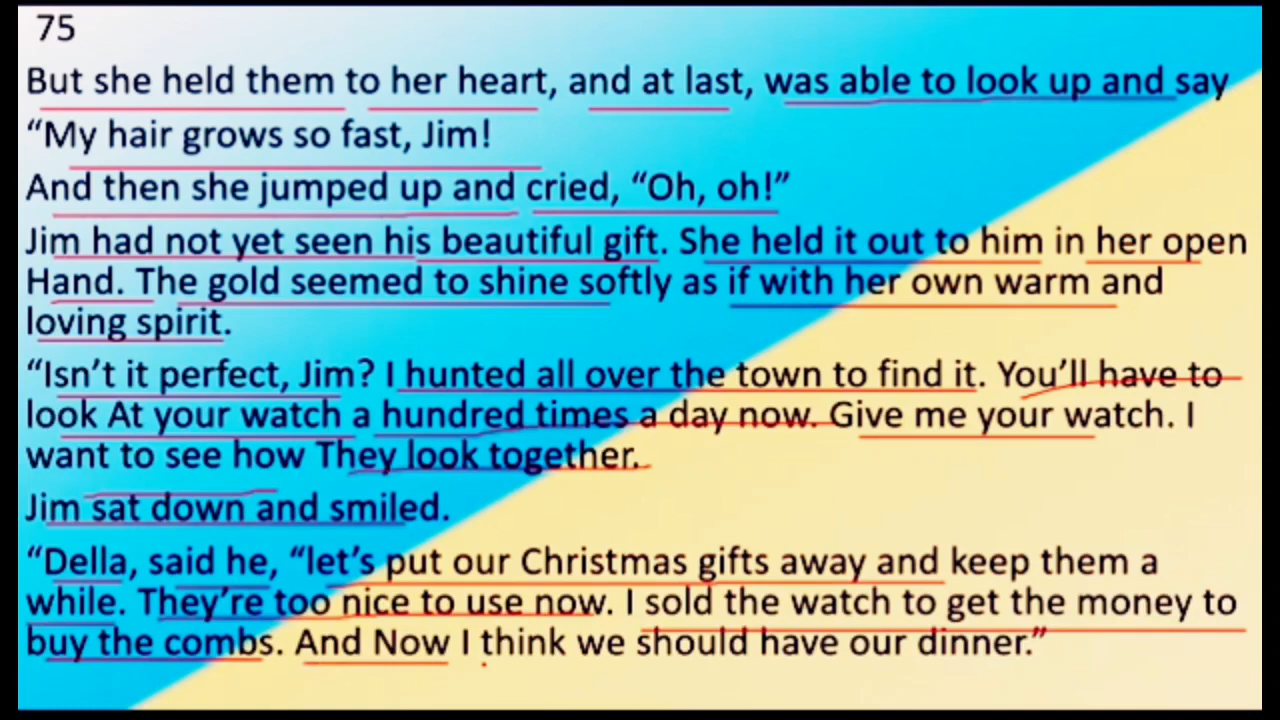 75
But she held them to her heart, and at last, was able to look up and say
“My hair grows so fast, Jim!
And then she jumped up and cried, “Oh, oh!”
Jim had not yet seen his beautiful gift. She held it out to him in her open
Hand. The gold seemed to shine softly as if with her own warm and
loving spirit.
“Isn’t it perfect, Jim? I hunted all over the town to find it. You’ll have to
look At your watch a hundred times a day now. Give me your watch. I
want to see how They look together.
Jim sat down and smiled.
“Della, said he, “let’s put our Christmas gifts away and keep them a
while. They’re too nice to use now. I sold the watch to get the money to
buy the combs. And Now I think we should have our dinner.”